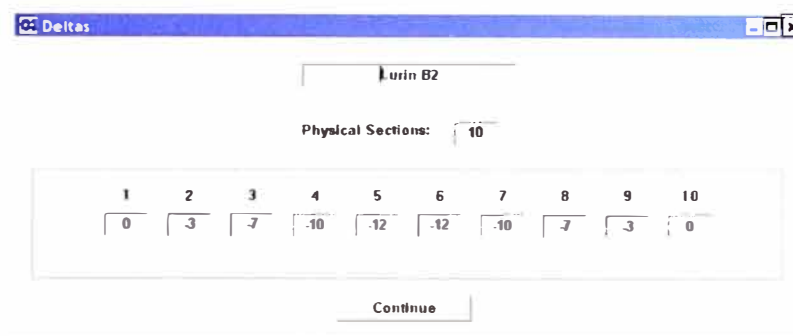 Deltas
Lurin B2
Physical Sections: 10
1 2 3 4 5 6 7 8 9 10
0 -3 -7 -10 -12 -12 -10 -7 -3 0
Continue